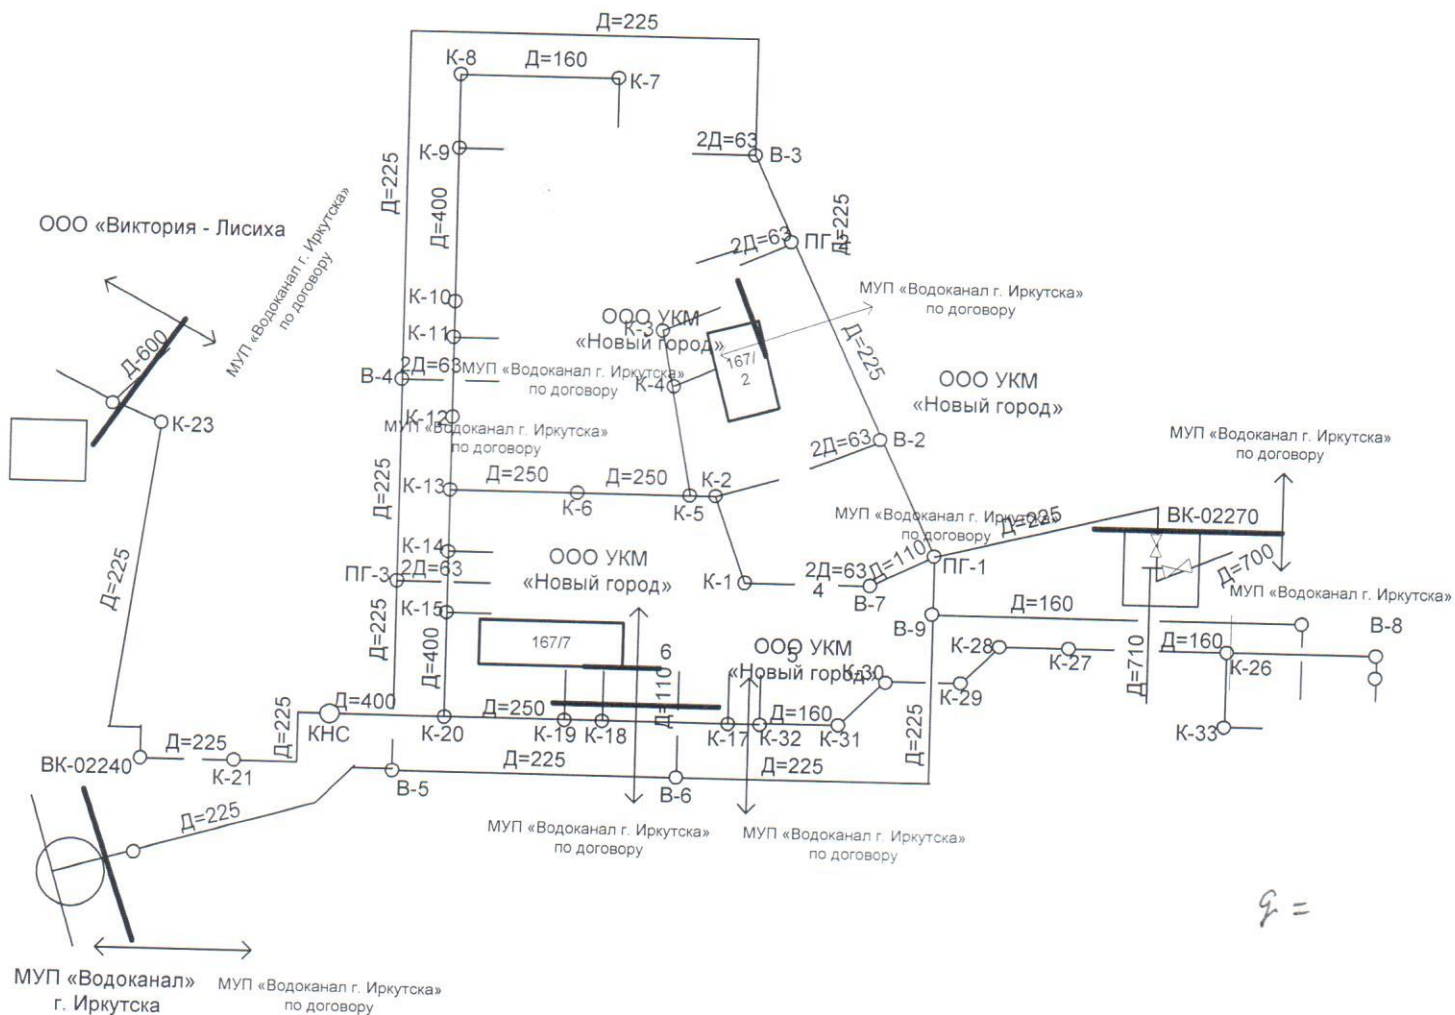 Д=225
К-8
Д=160
К-7
2Д=63
В-3
К-9
Д=225
Д=400
Д=225
2Д=63
ПГ-2
ООО «Виктория - Лисиха
МУП «Водоканал г. Иркутска»
по договору
МУП «Водоканал г. Иркутска»
по договору
К-10
ООО УКМ
«Новый город»
К-3
К-11
Д-600
Д=225
167/
2
В-4
2Д=63
МУП «Водоканал г. Иркутска»
по договору
К-4
ООО УКМ
«Новый город»
К-23
К-12
МУП «Водоканал г. Иркутска»
по договору
2Д=63
В-2
МУП «Водоканал г. Иркутска»
по договору
Д=225
К-13
Д=250
Д=250
К-2
К-6
К-5
МУП «Водоканал г. Иркутска»
по договору
Д=225
ВК-02270
К-14
ООО УКМ
«Новый город»
Д=110
ПГ-1
Д=700
Д=225
ПГ-3
2Д=63
К-1
2Д=63
4
В-7
МУП «Водоканал г. Иркутска»
К-15
В-9
Д=160
В-8
Д=225
Д=400
167/7
6
ООО УКМ
«Новый город»
5
К-28
К-27
Д=160
К-26
К-30
К-29
Д=710
Д=110
Д=400
Д=250
Д=160
КНС
К-20
К-19
К-18
К-17
К-32
К-31
К-33
Д=225
Д=225
Д=225
ВК-02240
К-21
В-5
Д=225
В-6
Д=225
Д=225
МУП «Водоканал г. Иркутска»
по договору
МУП «Водоканал г. Иркутска»
по договору
МУП «Водоканал»
г. Иркутска
МУП «Водоканал г. Иркутска»
по договору